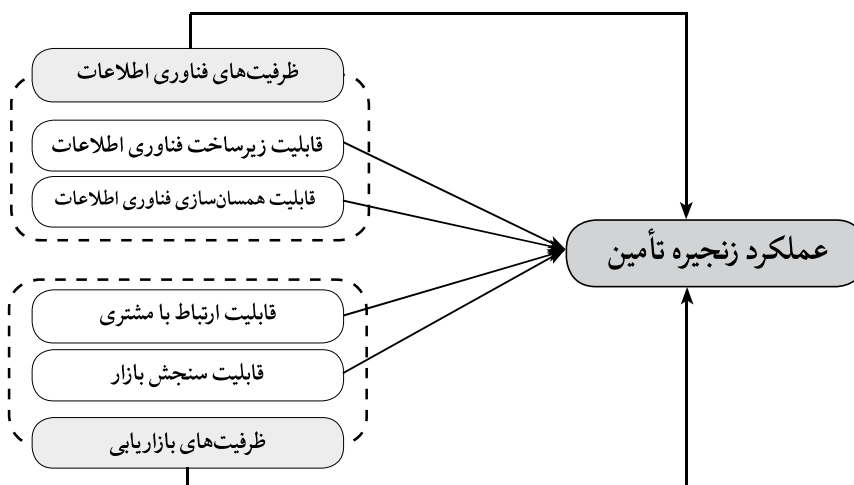 ظرفیت‌های فناوری اطلاعات
قابلیت زیرساخت فناوری اطلاعات
قابلیت همسان‌سازی فناوری اطلاعات
عملکرد زنجیره تأمین
قابلیت ارتباط با مشتری
قابلیت سنجش بازار
ظرفیت‌های بازاریابی